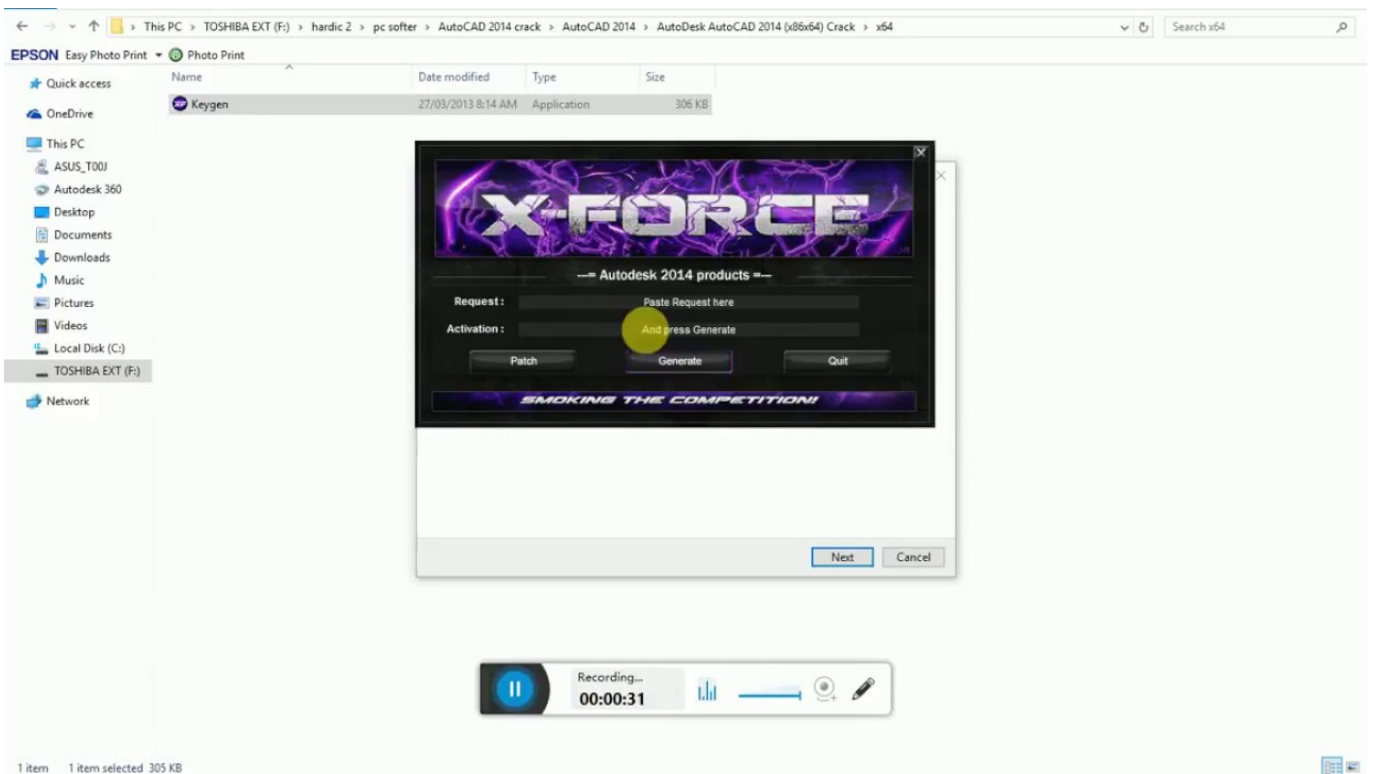 This PC > TOSHIBA EXT (F:) > hardic 2 > pc softer > AutoCAD 2014 crack > AutoCAD 2014 > AutoDesk AutoCAD 2014 (x86x64) Crack > x64
Search x64
EPSON Easy Photo Print Photo Print
Name Date modified Type Size
Keygen 27/03/2013 8:14 AM Application 306 KB
Quick access
OneDrive
This PC
ASUS_T00J
Autodesk 360
Desktop
Documents
Downloads
Music
Pictures
Videos
Local Disk (C:)
TOSHIBA EXT (F:)
Network
X-FORCE
---= Autodesk 2014 products =---
Request : Paste Request here
Activation : And press Generate
Patch Generate Quit
SMOKING THE COMPETITION!
Next Cancel
Recording...
00:00:31
1 item 1 item selected 305 KB